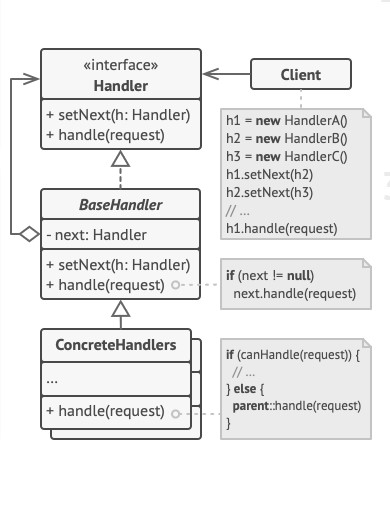 «interface»
Handler
+ setNext(h: Handler)
+ handle(request)
Client
h1 = new HandlerA()
h2 = new HandlerB()
h3 = new HandlerC()
h1.setNext(h2)
h2.setNext(h3)
// ...
h1.handle(request)
BaseHandler
- next: Handler
+ setNext(h: Handler)
+ handle(request)
if (next != null)
next.handle(request)
ConcreteHandlers
...
+ handle(request)
if (canHandle(request)) {
// ...
} else {
parent::handle(request)
}